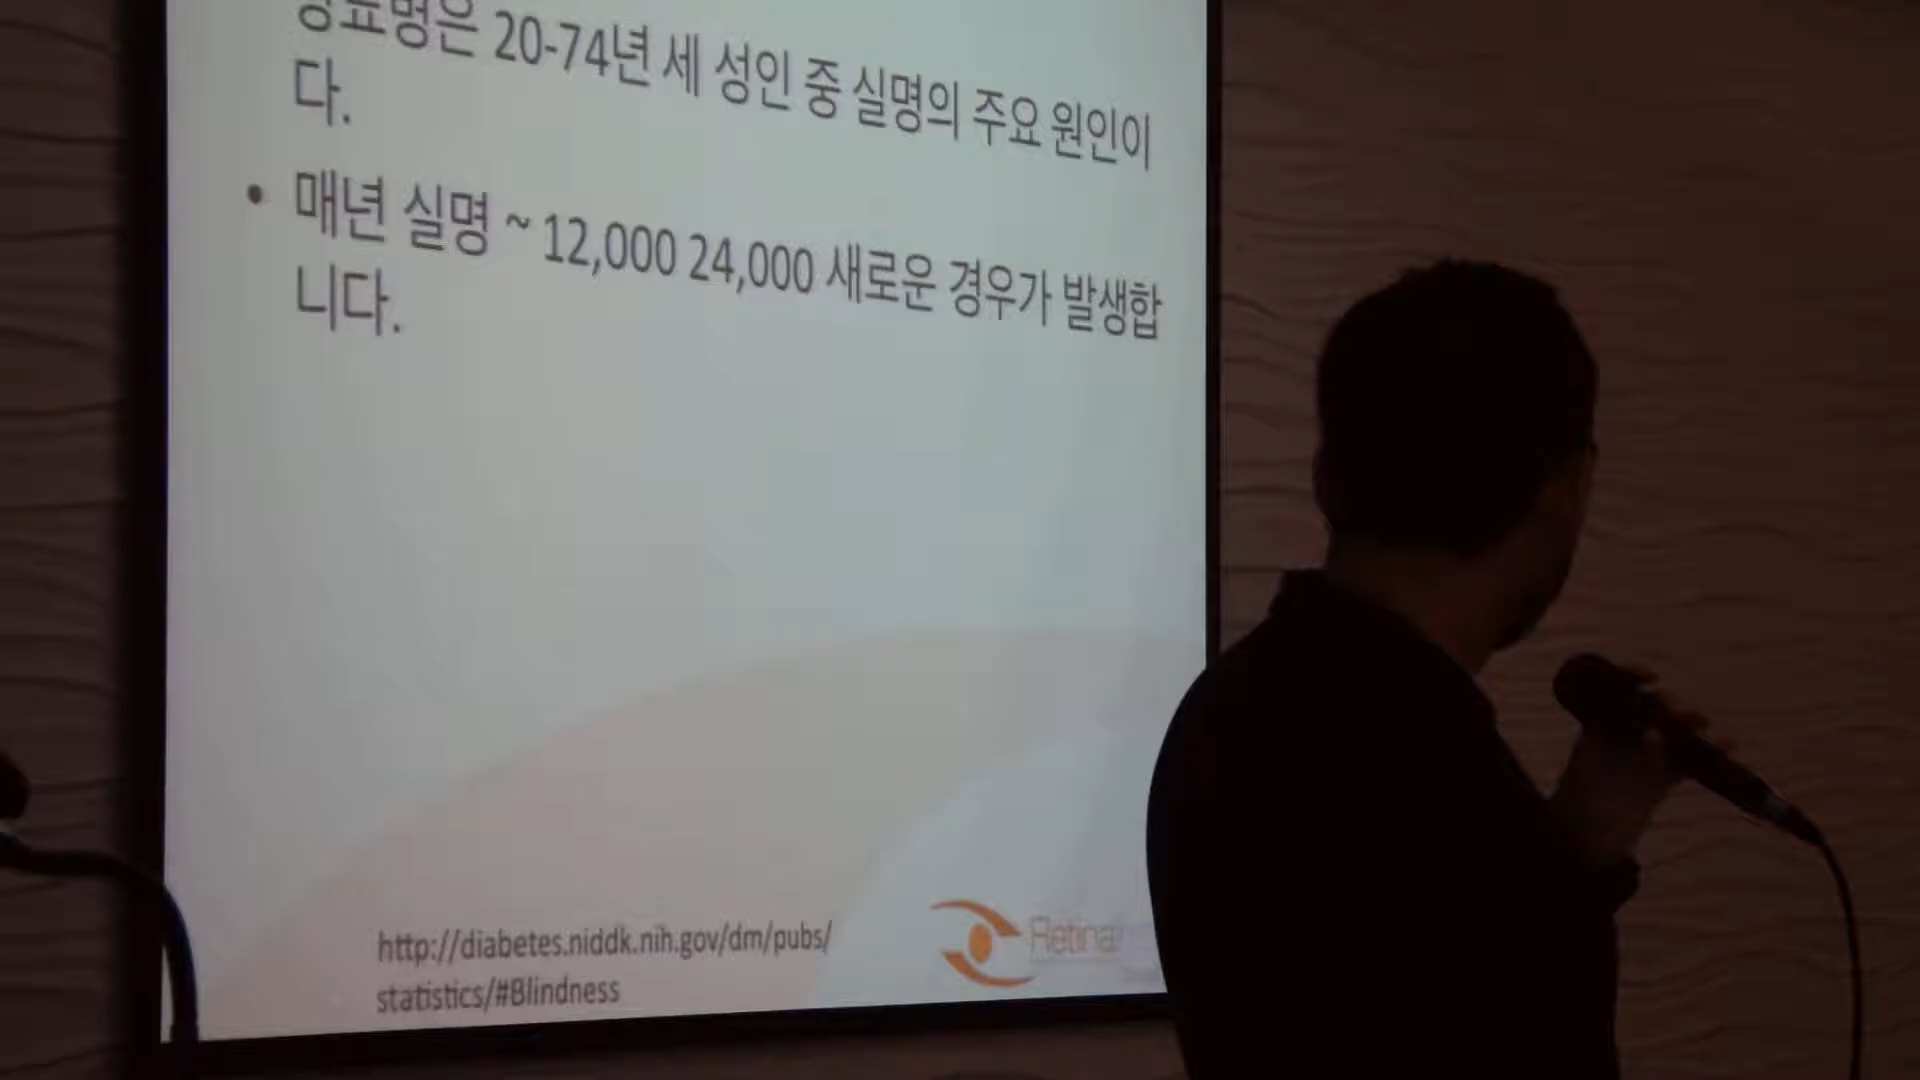 20-74년 세 성인 중 실명의 주요 원인이
다.
• 매년 실명 ~ 12,000 24,000 새로운 경우가 발생합
니다.
http://diabetes.niddk.nih.gov/dm/pubs/
statistics/#Blindness
Retina